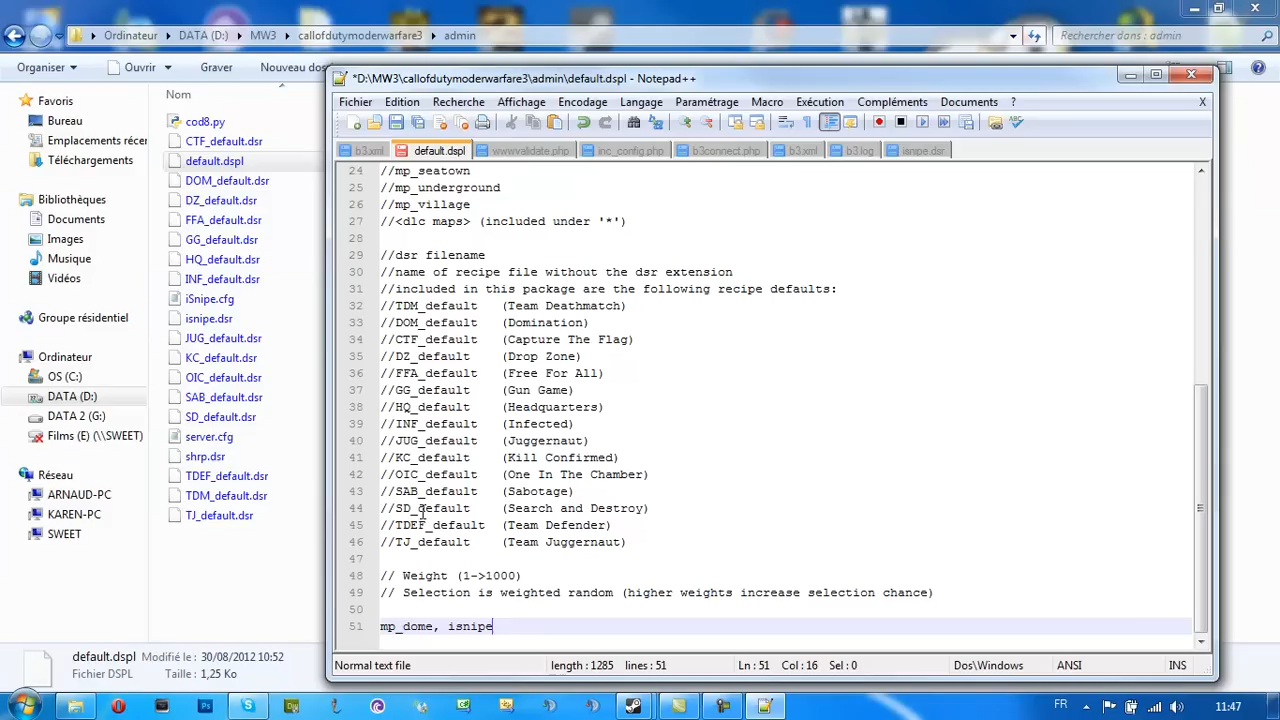 Ordinateur DATA (D:) MW3 callofdutymoderwarfare3 admin
Rechercher dans : admin
Organiser Ouvrir Graver Nouveau dos
Favoris
Bureau
Emplacements récen
Téléchargements
Bibliothèques
Documents
Images
Musique
Vidéos
Groupe résidentiel
Ordinateur
OS (C:)
DATA (D:)
DATA 2 (G:)
Films (E) (\\SWEET)
Réseau
ARNAUD-PC
KAREN-PC
SWEET
Nom
cod8.py
CTF_default.dsr
default.dspl
DOM_default.dsr
DZ_default.dsr
FFA_default.dsr
GG_default.dsr
HQ_default.dsr
INF_default.dsr
iSnipe.cfg
isnipe.dsr
JUG_default.dsr
KC_default.dsr
OIC_default.dsr
SAB_default.dsr
SD_default.dsr
server.cfg
shrp.dsr
TDEF_default.dsr
TDM_default.dsr
TJ_default.dsr
*D:\MW3\callofdutymoderwarfare3\admin\default.dspl - Notepad++
Fichier Edition Recherche Affichage Encodage Langage Paramétrage Macro Exécution Compléments Documents ? X
b3.xml default.dspl wwwvalidate.php inc_config.php b3connect.php b3.xml b3.log isnipe.dsr
24 //mp_seatown
25 //mp_underground
26 //mp_village
27 //<dlc maps> (included under '*')
28
29 //dsr filename
30 //name of recipe file without the dsr extension
31 //included in this package are the following recipe defaults:
32 //TDM_default (Team Deathmatch)
33 //DOM_default (Domination)
34 //CTF_default (Capture The Flag)
35 //DZ_default (Drop Zone)
36 //FFA_default (Free For All)
37 //GG_default (Gun Game)
38 //HQ_default (Headquarters)
39 //INF_default (Infected)
40 //JUG_default (Juggernaut)
41 //KC_default (Kill Confirmed)
42 //OIC_default (One In The Chamber)
43 //SAB_default (Sabotage)
44 //SD_default (Search and Destroy)
45 //TDEF_default (Team Defender)
46 //TJ_default (Team Juggernaut)
47
48 // Weight (1->1000)
49 // Selection is weighted random (higher weights increase selection chance)
50
51 mp_dome, isnipe
Normal text file length : 1285 lines : 51 Ln : 51 Col : 16 Sel : 0 Dos\Windows ANSI INS
default.dspl Modifié le : 30/08/2012 10:52
Fichier DSPL Taille : 1,25 Ko
FR 11:47